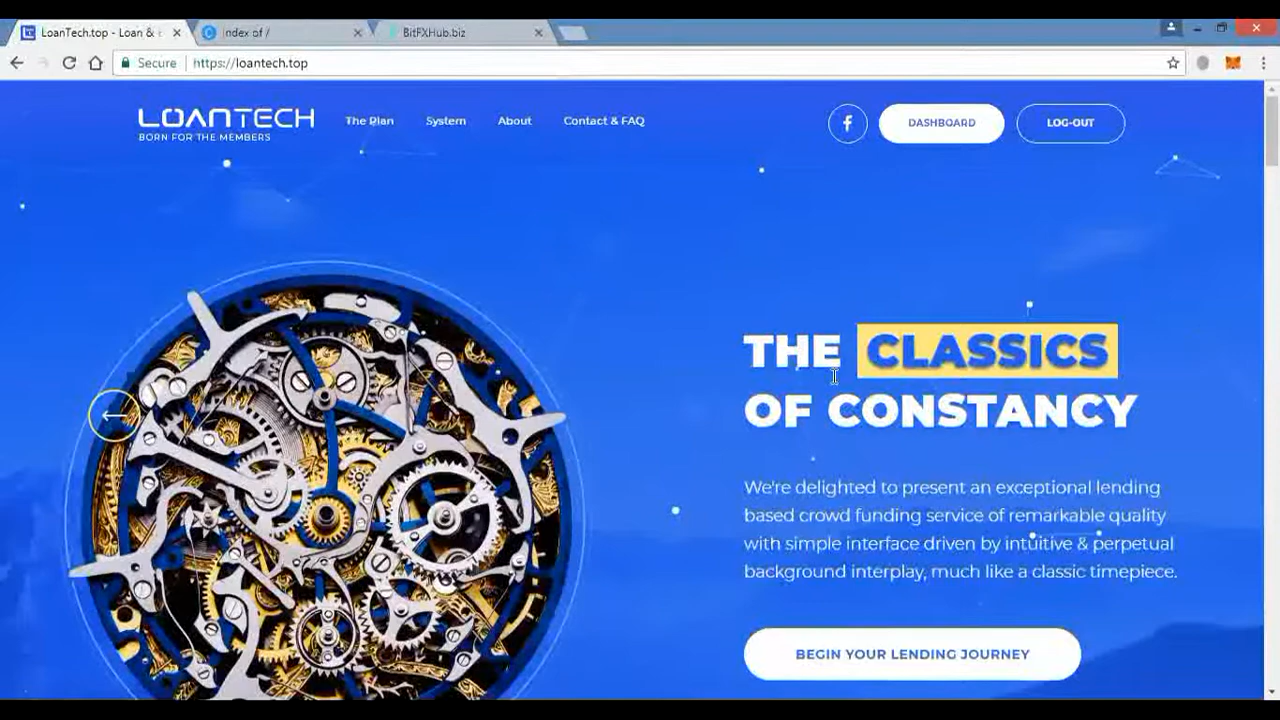 LoanTech.top - Loan &
Index of /
BitFXHub.biz
Secure
https://loantech.top
LOANTECH
BORN FOR THE MEMBERS
The Plan
System
About
Contact & FAQ
f
DASHBOARD
LOG-OUT
THE CLASSICS
OF CONSTANCY
We're delighted to present an exceptional lending
based crowd funding service of remarkable quality
with simple interface driven by intuitive & perpetual
background interplay, much like a classic timepiece.
BEGIN YOUR LENDING JOURNEY